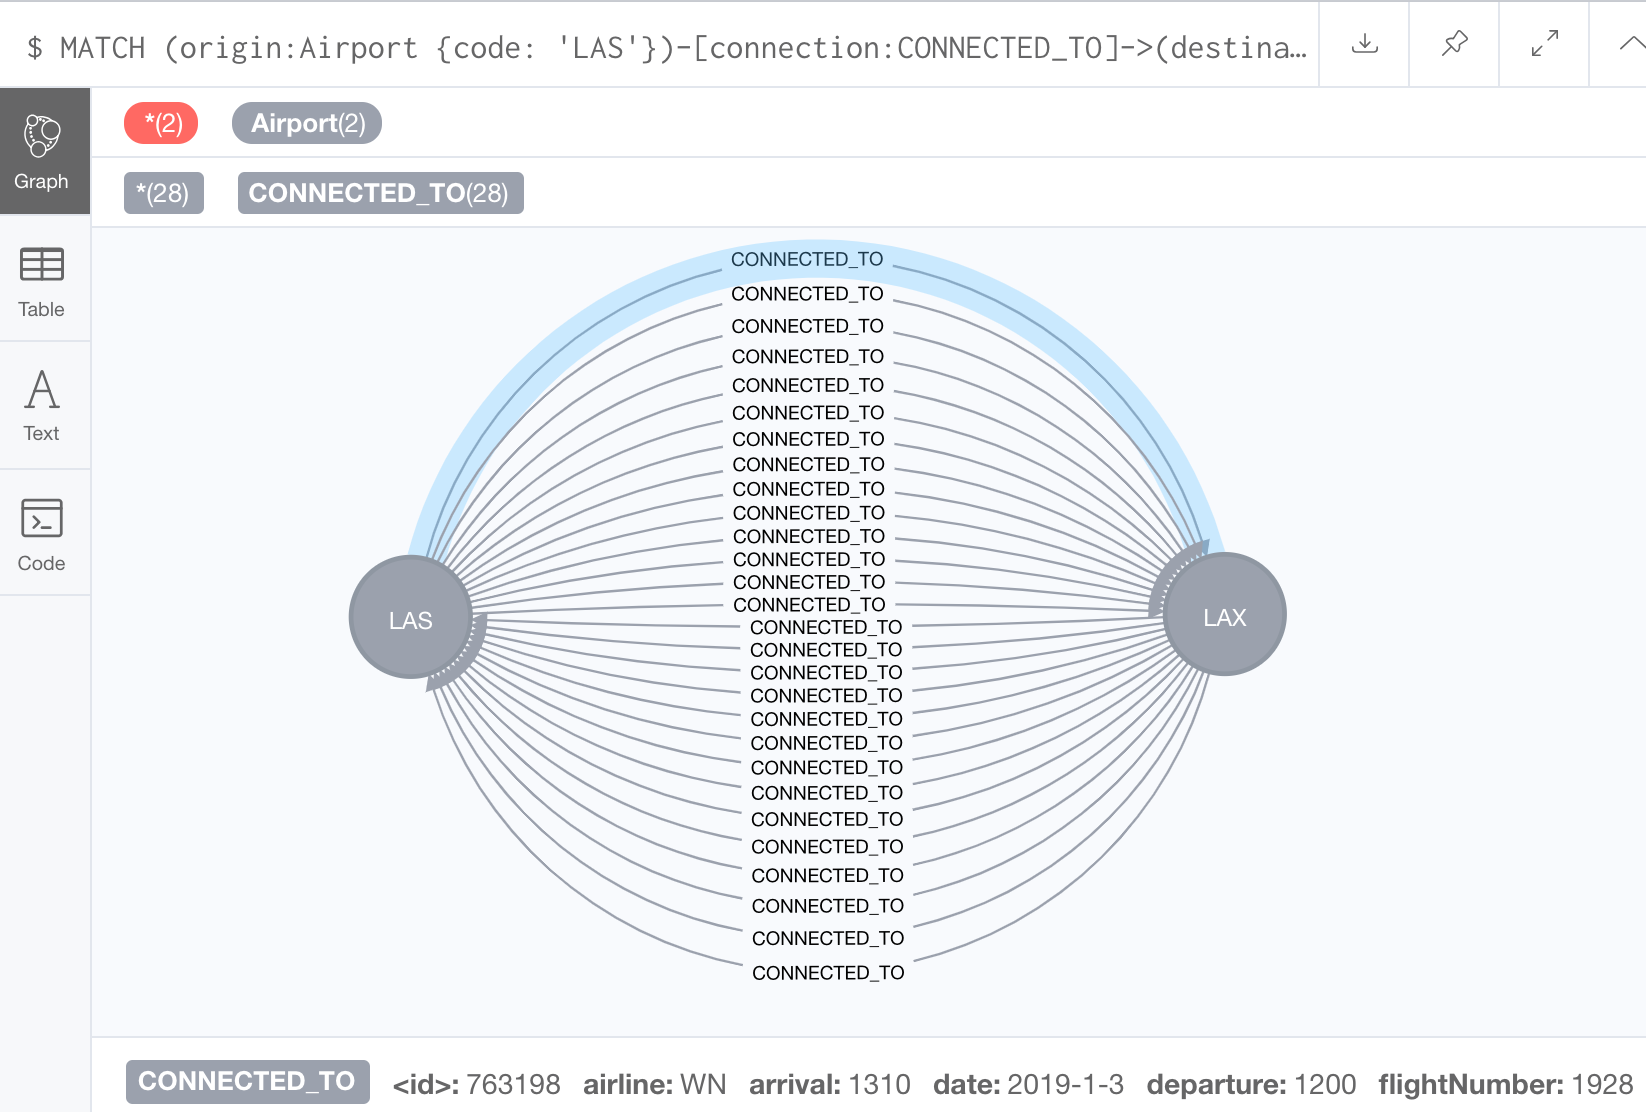 $ MATCH (origin:Airport {code: 'LAS'})-[connection:CONNECTED_TO]->(destina…
*(2) Airport(2)
Graph
*(28) CONNECTED_TO(28)
Table
Text
Code
CONNECTED_TO
CONNECTED_TO
CONNECTED_TO
CONNECTED_TO
CONNECTED_TO
CONNECTED_TO
CONNECTED_TO
CONNECTED_TO
CONNECTED_TO
CONNECTED_TO
CONNECTED_TO
CONNECTED_TO
CONNECTED_TO
CONNECTED_TO
LAS
LAX
CONNECTED_TO
CONNECTED_TO
CONNECTED_TO
CONNECTED_TO
CONNECTED_TO
CONNECTED_TO
CONNECTED_TO
CONNECTED_TO
CONNECTED_TO
CONNECTED_TO
CONNECTED_TO
CONNECTED_TO
CONNECTED_TO
CONNECTED_TO
CONNECTED_TO <id>: 763198 airline: WN arrival: 1310 date: 2019-1-3 departure: 1200 flightNumber: 1928